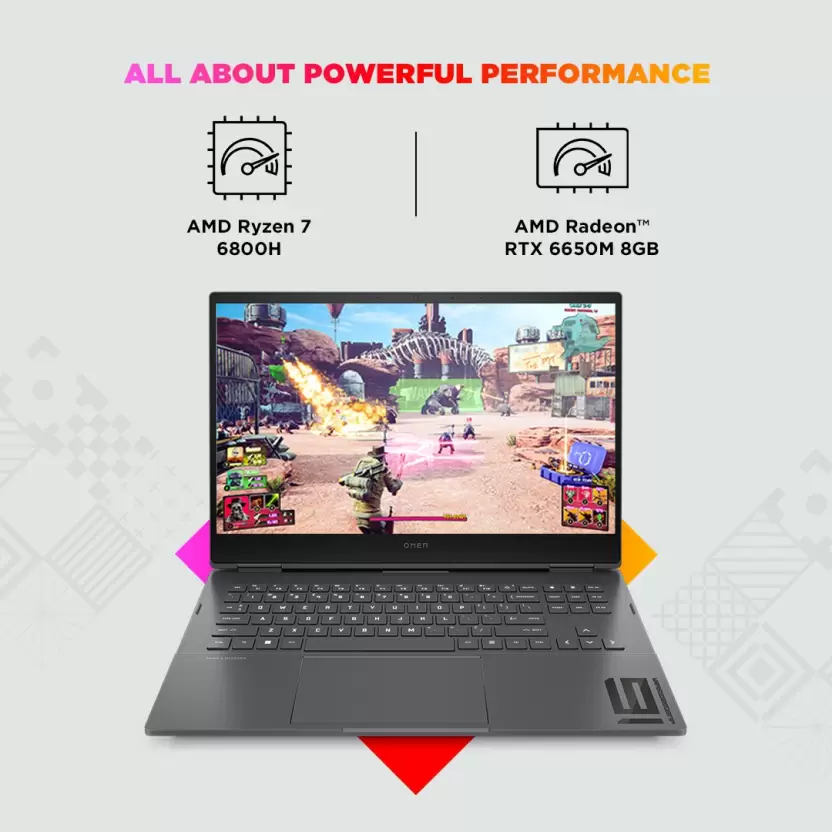 ALL ABOUT POWERFUL PERFORMANCE
AMD Ryzen 7
6800H
AMD Radeon™
RTX 6650M 8GB
OMEN